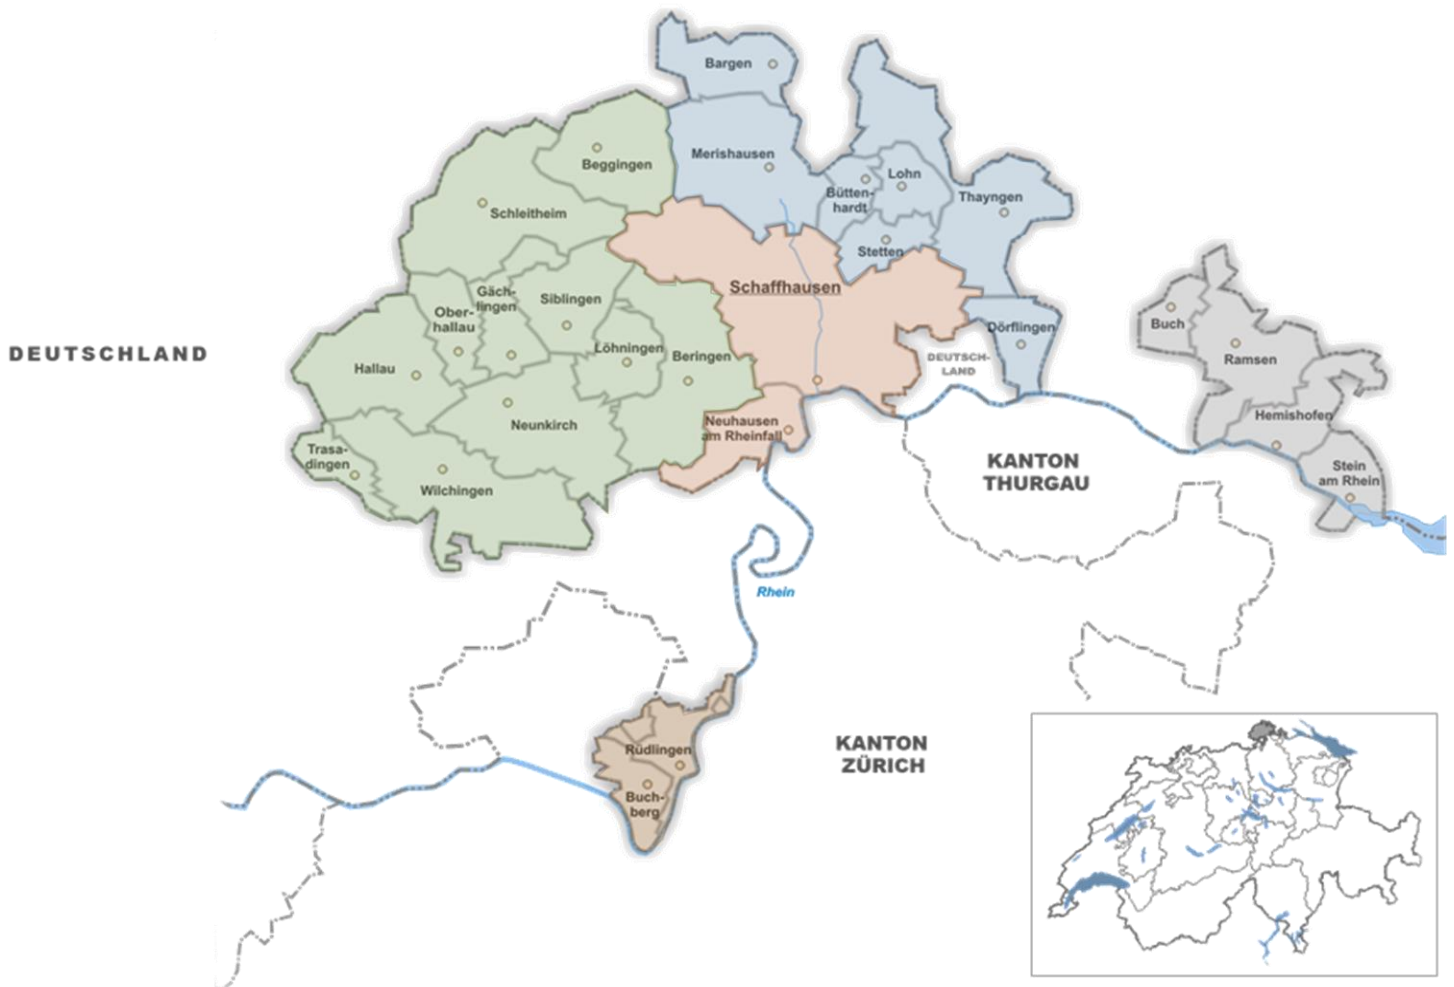 Bargen
Merishausen
Beggingen
Lohn
Bütten-
hardt
Thayngen
Schleitheim
Stetten
Schaffhausen
Gäch-
lingen
Siblingen
Ober-
hallau
Buch
Dörflingen
DEUTSCHLAND
Löhningen
Beringen
DEUTSCH-
LAND
Ramsen
Hallau
Hemishofen
Neunkirch
Neuhausen
am Rheinfall
Trasa-
dingen
KANTON
THURGAU
Stein
am Rhein
Wilchingen
Rhein
KANTON
ZÜRICH
Rüdlingen
Buch-
berg